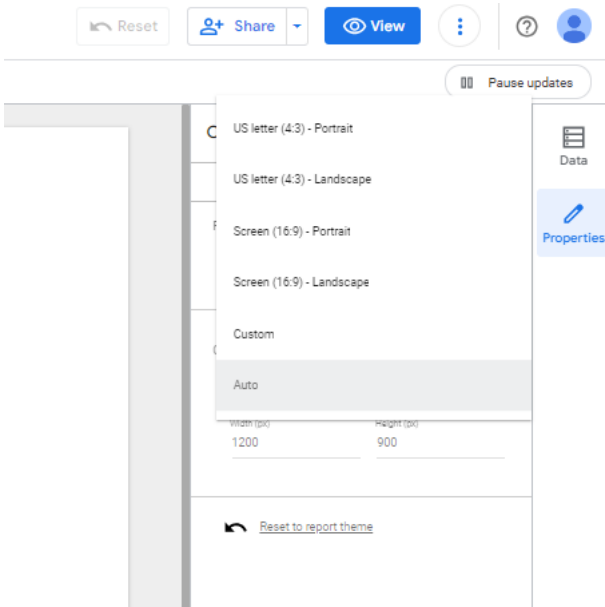 Reset
Share
View
Pause updates
US letter (4:3) - Portrait
Data
US letter (4:3) - Landscape
Screen (16:9) - Portrait
Properties
Screen (16:9) - Landscape
Custom
Auto
Width (px) Height (px)
1200 900
Reset to report theme